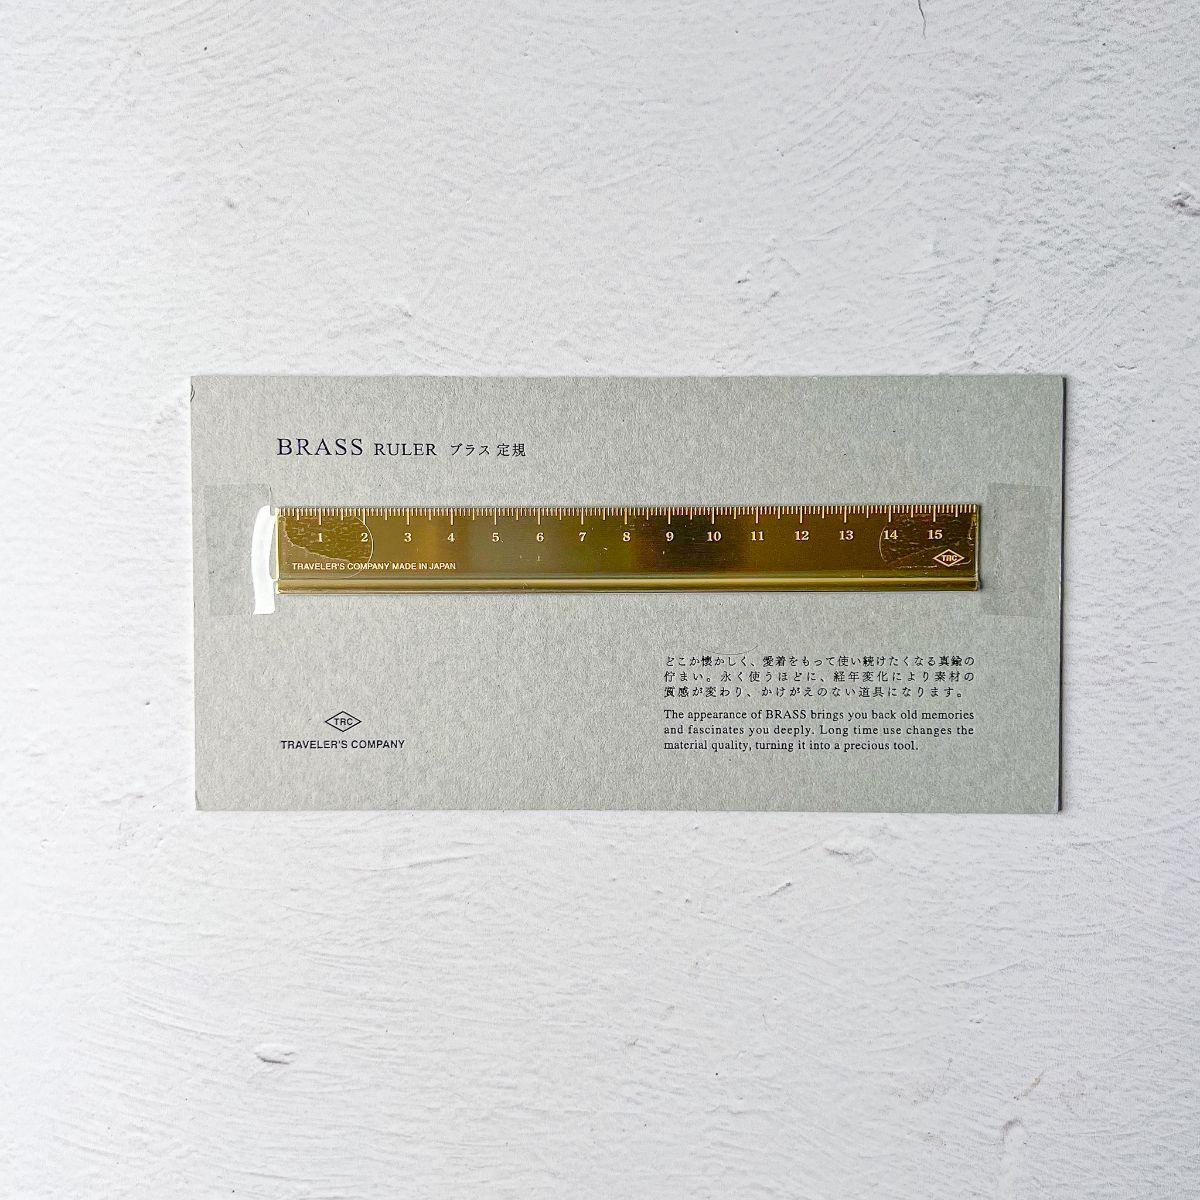 BRASS RULER ブラス 定規
1 2 3 4 5 6 7 8 9 10 11 12 13 14 15
TRAVELER'S COMPANY MADE IN JAPAN
TRC
どこか懐かしく、愛着をもって使い続けたくなる真鍮の
佇まい。永く使うほどに、経年変化により素材の
質感が変わり、かけがえのない道具になります。
The appearance of BRASS brings you back old memories
and fascinates you deeply. Long time use changes the
material quality, turning it into a precious tool.
TRC
TRAVELER'S COMPANY